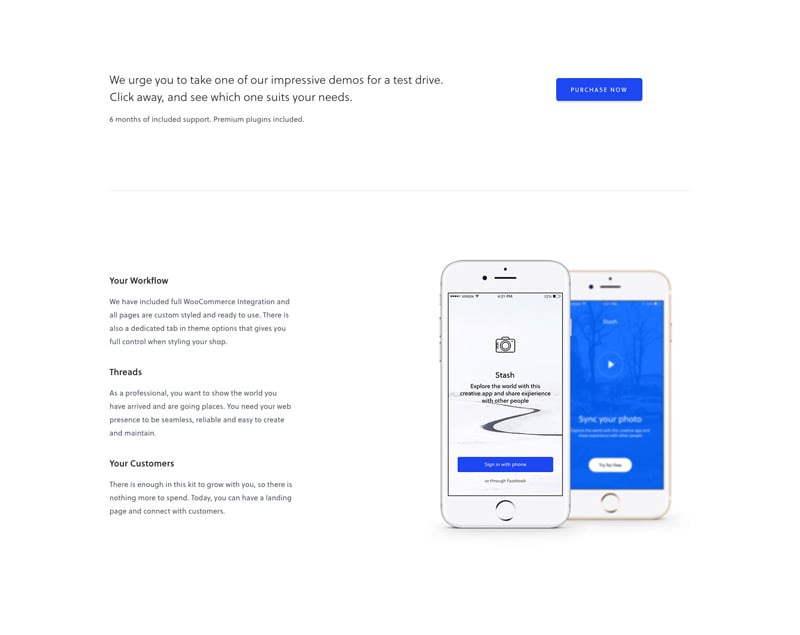 We urge you to take one of our impressive demos for a test drive.
Click away, and see which one suits your needs.
6 months of included support. Premium plugins included.
PURCHASE NOW
Your Workflow
We have included full WooCommerce Integration and
all pages are custom styled and ready to use. There is
also a dedicated tab in theme options that gives you
full control when styling your shop.
Threads
As a professional, you want to show the world you
have arrived and are going places. You need your web
presence to be seamless, reliable and easy to create
and maintain.
Your Customers
There is enough in this kit to grow with you, so there is
nothing more to spend. Today, you can have a landing
page and connect with customers.
VIRGIN 4:21 PM 22%
Stash
Explore the world with this
creative app and share experience
with other people
Sign in with phone
or through Facebook
Stash
Sync your photo
Explore the world with this creative app and
share experience with other people
Try for free